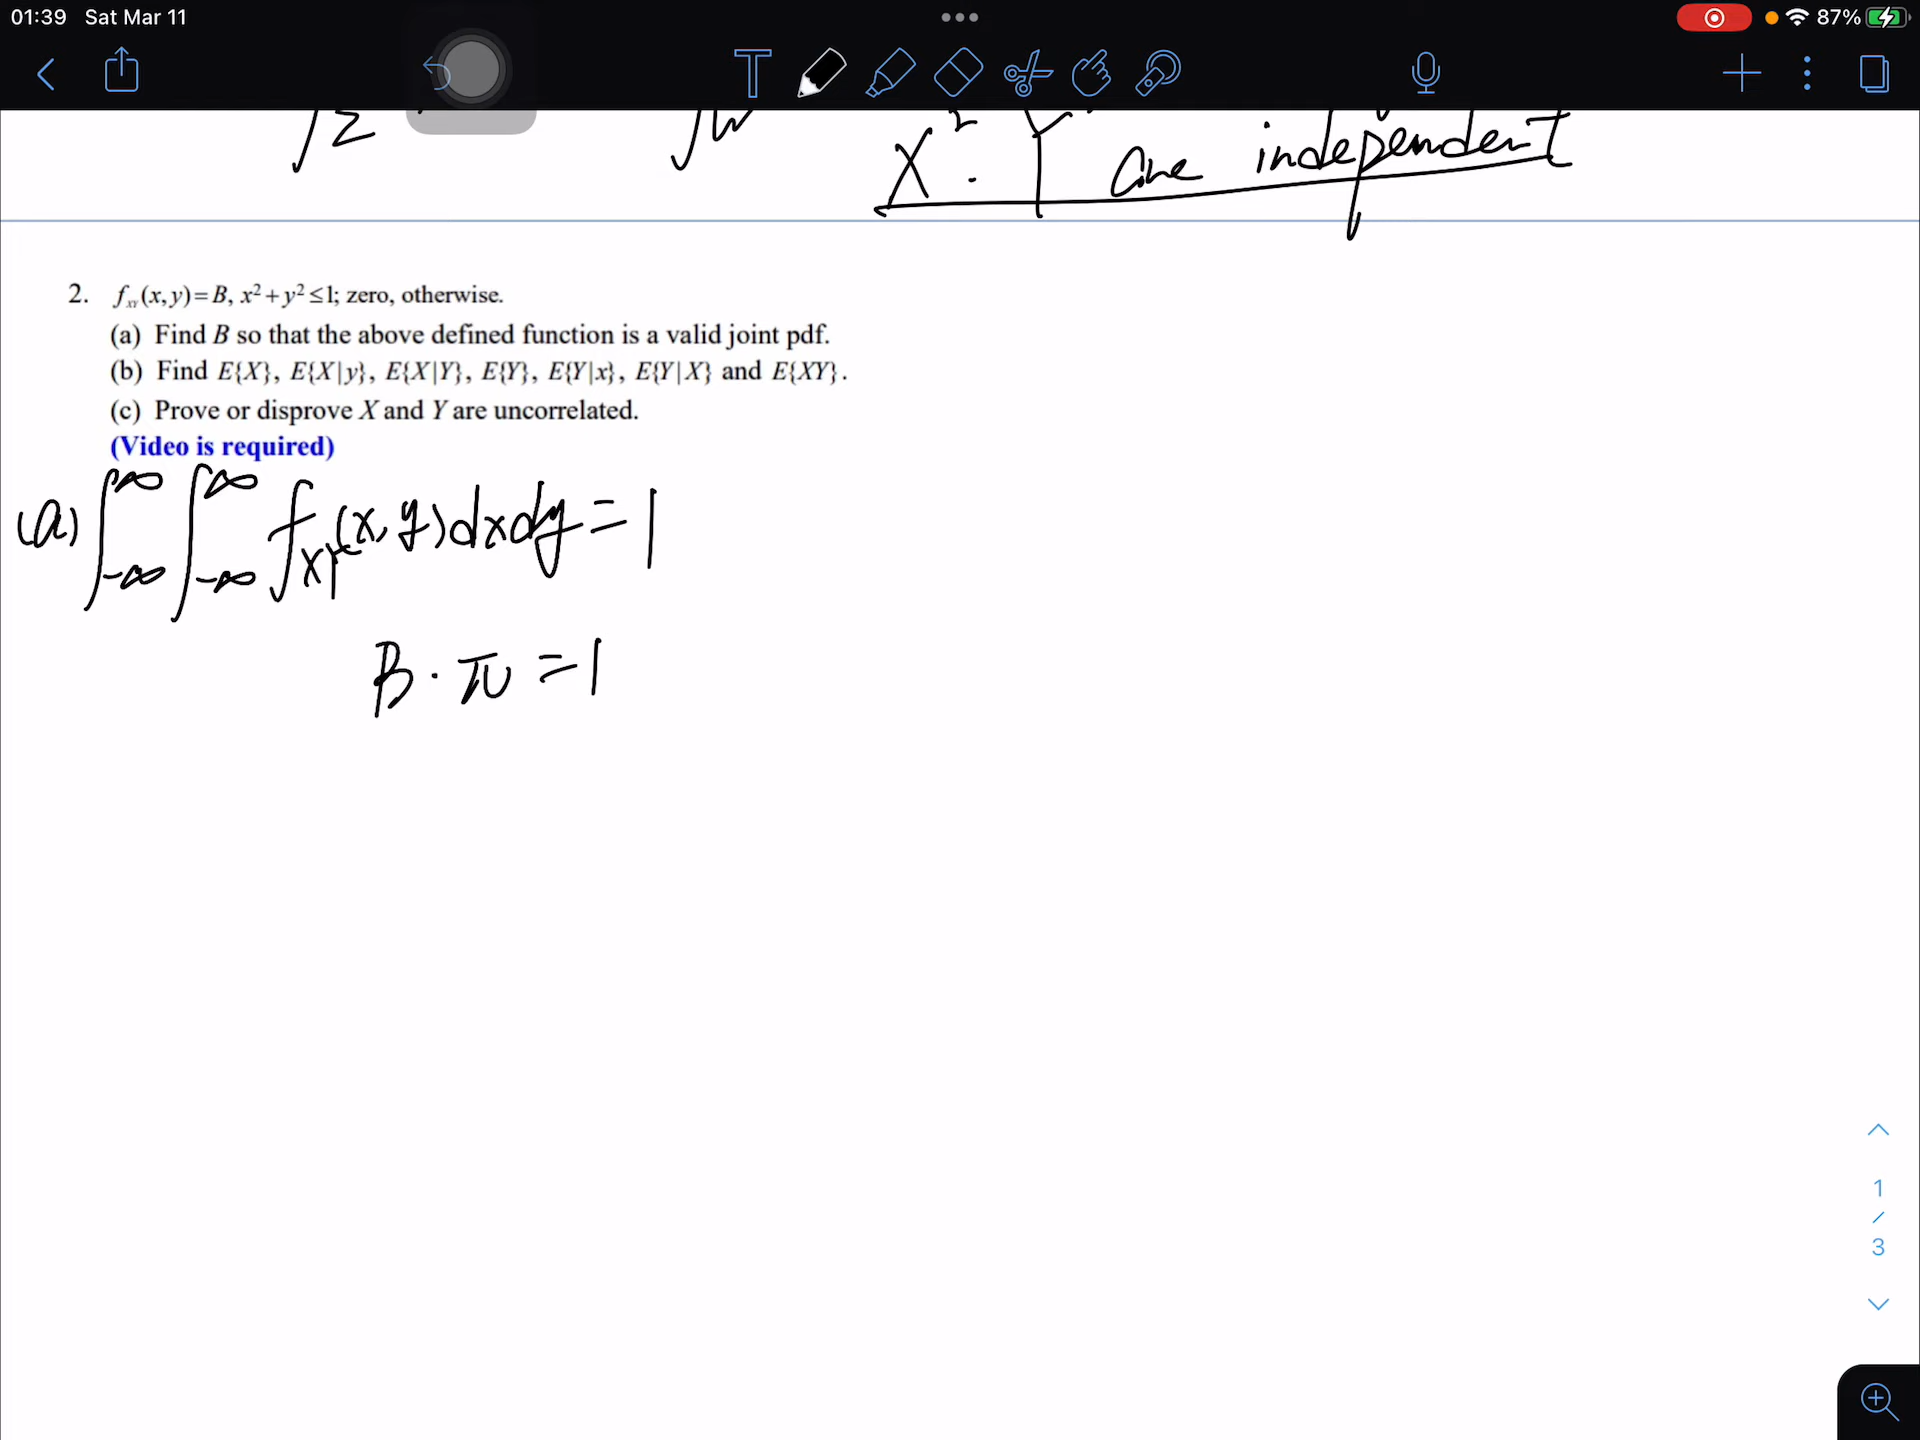 01:39 Sat Mar 11
87%
T
X². Y are independent
2. fxy(x,y)=B, x²+y²≤1; zero, otherwise.
(a) Find B so that the above defined function is a valid joint pdf.
(b) Find E{X}, E{X|y}, E{X|Y}, E{Y}, E{Y|x}, E{Y|X} and E{XY}.
(c) Prove or disprove X and Y are uncorrelated.
(Video is required)
(a) ∫_{-∞}^{∞} ∫_{-∞}^{∞} f_{XY}(x,y)dxdy=1
B·π=1
1
/
3